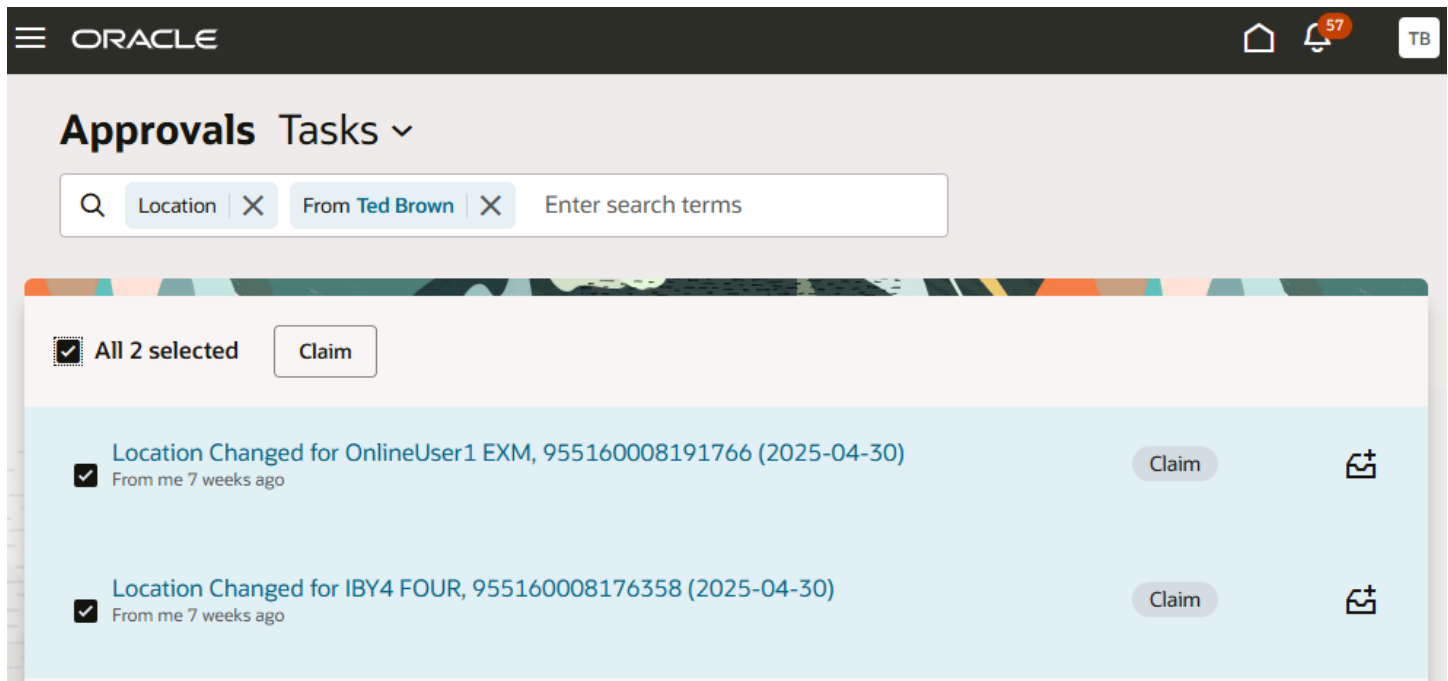 ORACLE
57
TB
Approvals Tasks
Location
From Ted Brown
Enter search terms
All 2 selected
Claim
Location Changed for OnlineUser1 EXM, 955160008191766 (2025-04-30)
From me 7 weeks ago
Claim
Location Changed for IBY4 FOUR, 955160008176358 (2025-04-30)
From me 7 weeks ago
Claim